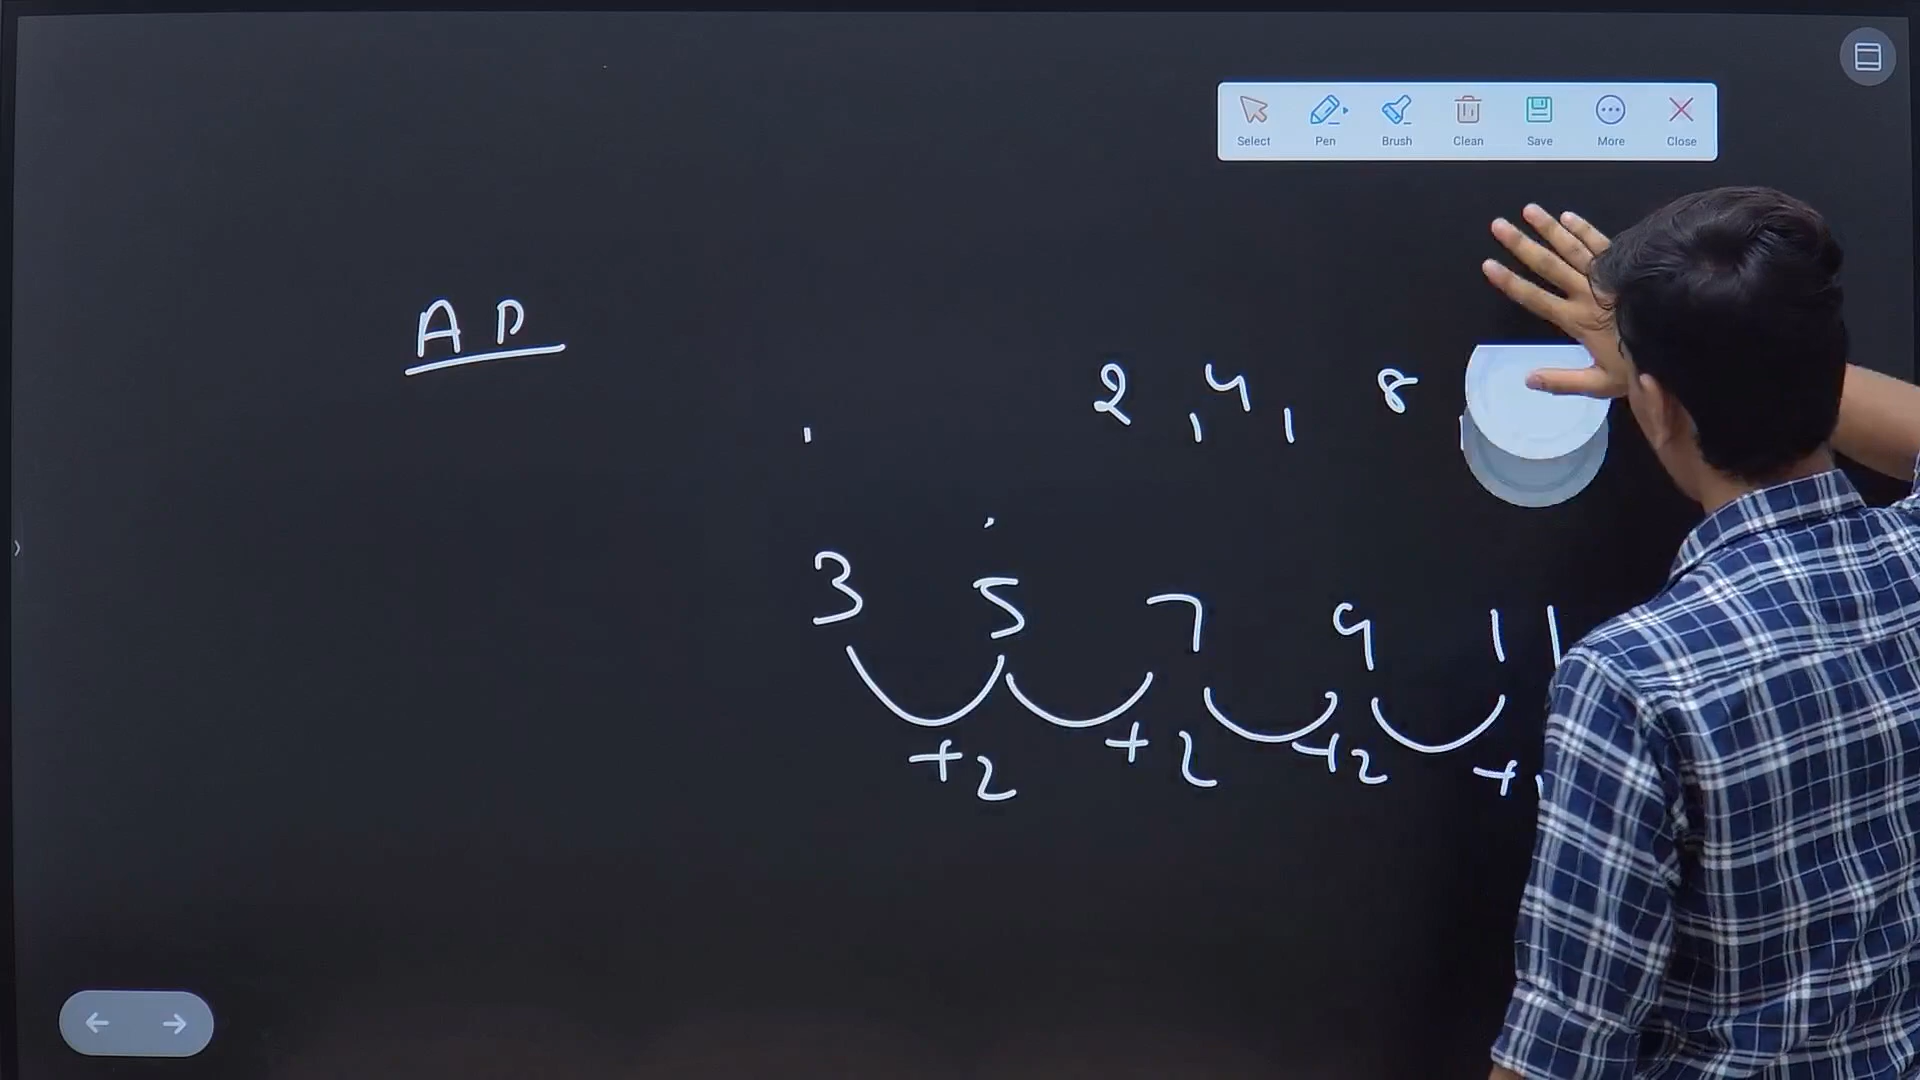 Select Pen Brush Clean Save More Close
AP
2, 4, 8
3 5 7 9 11
+2 +2 +2 +